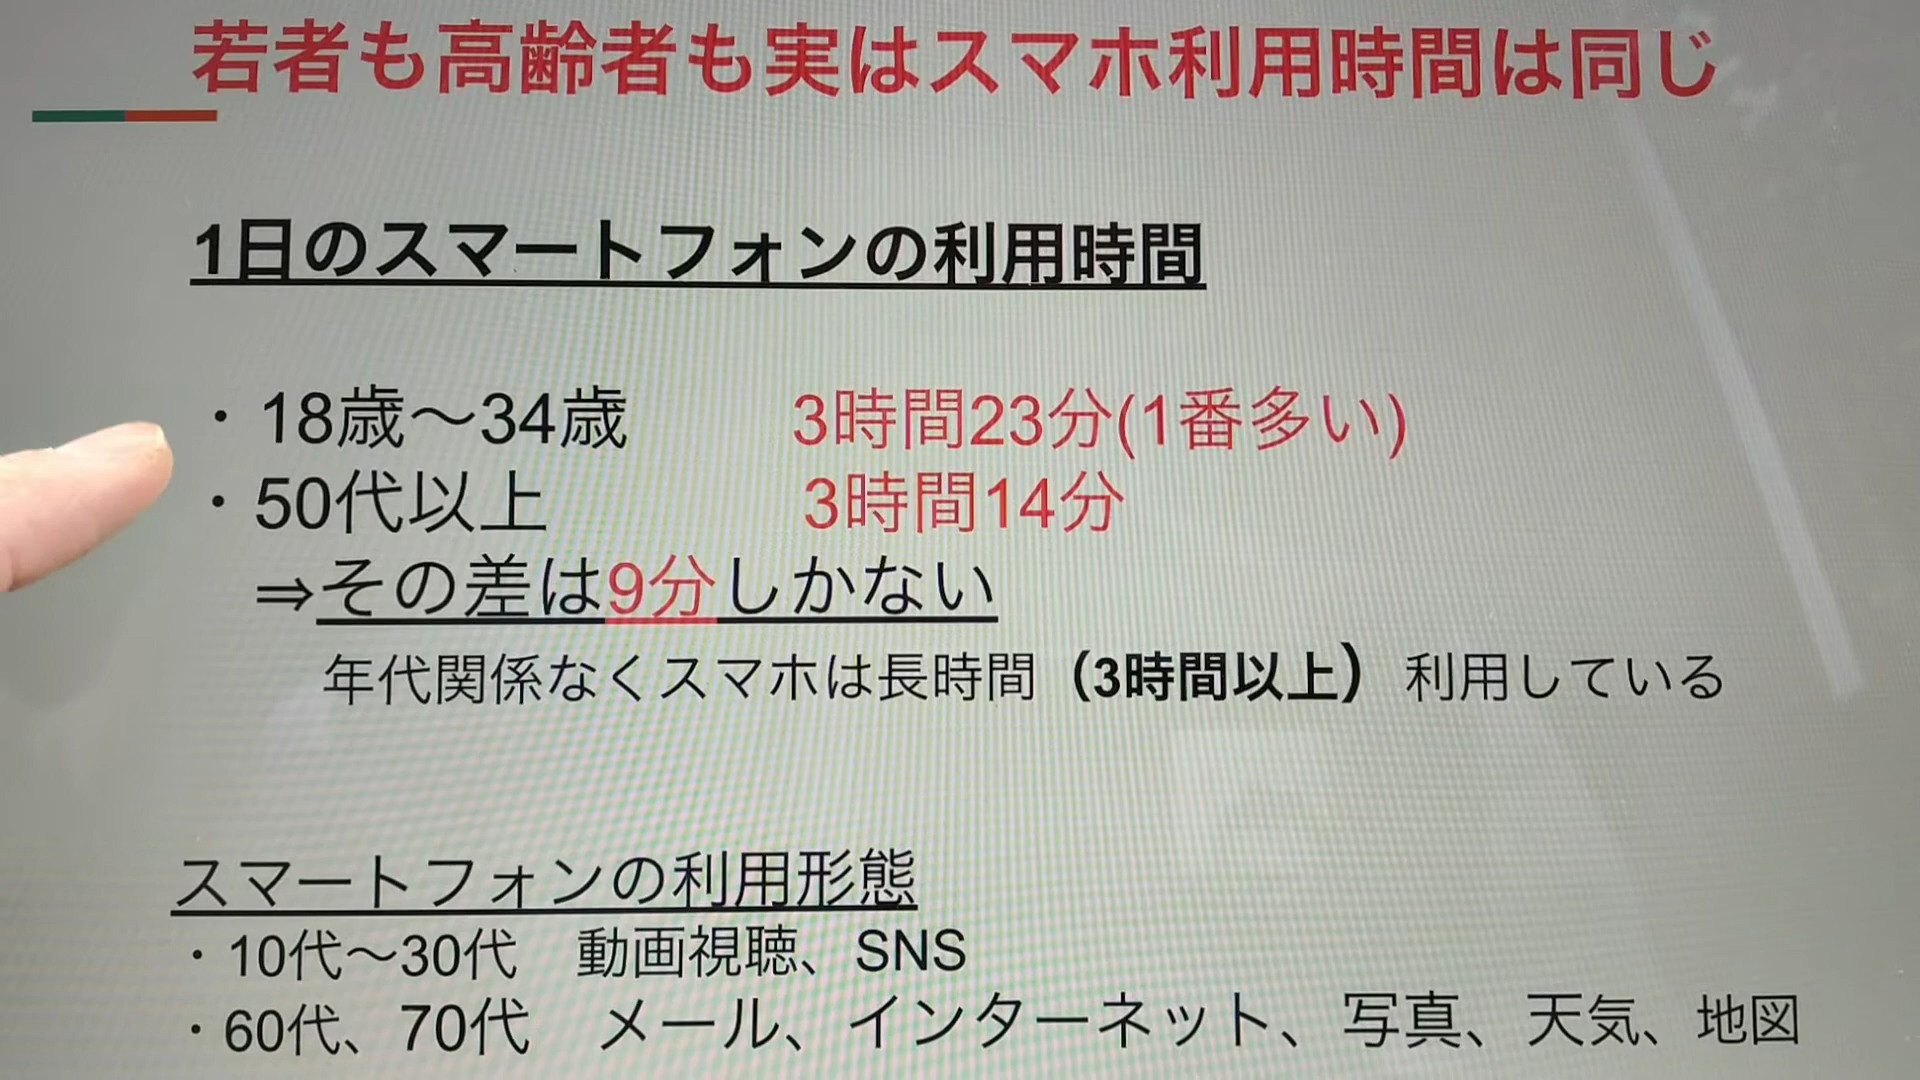 若者も高齢者も実はスマホ利用時間は同じ
1日のスマートフォンの利用時間
・18歳～34歳 3時間23分(1番多い)
・50代以上 3時間14分
⇒その差は9分しかない
年代関係なくスマホは長時間（3時間以上）利用している
スマートフォンの利用形態
・10代～30代 動画視聴、SNS
・60代、70代 メール、インターネット、写真、天気、地図